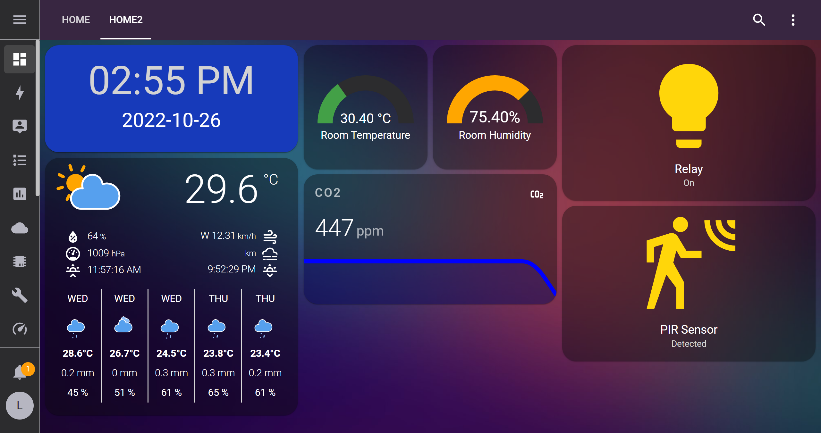 HOME HOME2
02:55 PM
2022-10-26
29.6 °C
64 % W 12.31 km/h
1009 hPa km
11:57:16 AM 9:52:29 PM
WED WED WED THU THU
28.6°C 26.7°C 24.5°C 23.8°C 23.4°C
0.2 mm 0 mm 0.3 mm 0.3 mm 0.2 mm
45 % 51 % 61 % 65 % 61 %
30.40 °C
Room Temperature
75.40%
Room Humidity
CO2 CO₂
447 ppm
Relay
On
PIR Sensor
Detected
1
L